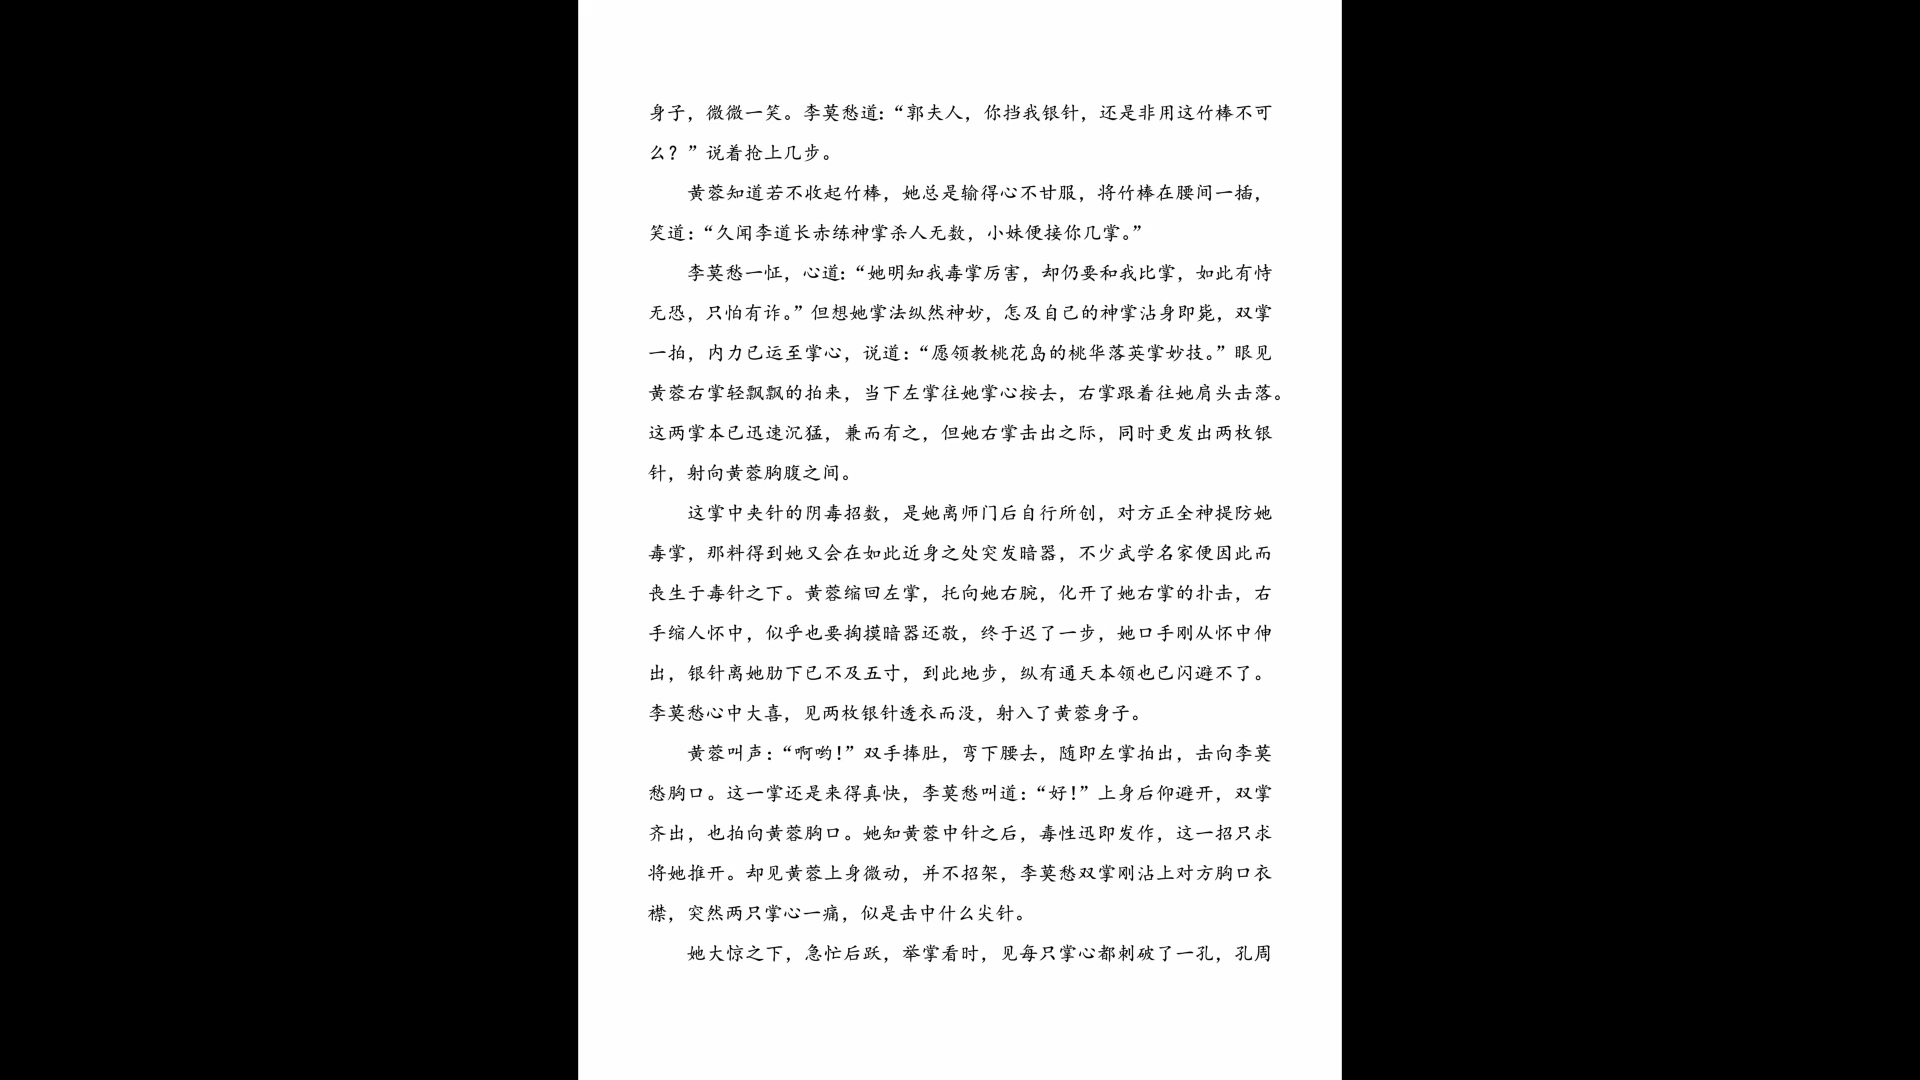 身子，微微一笑。李莫愁道：“郭夫人，你挡我银针，还是非用这竹棒不可
么？”说着抢上几步。
黄蓉知道若不收起竹棒，她总是输得心不甘服，将竹棒在腰间一插，
笑道：“久闻李道长赤练神掌杀人无数，小妹便接你几掌。”
李莫愁一怔，心道：“她明知我毒掌厉害，却仍要和我比掌，如此有恃
无恐，只怕有诈。”但想她掌法纵然神妙，怎及自己的神掌沾身即毙，双掌
一拍，内力已运至掌心，说道：“愿领教桃花岛的桃华落英掌妙技。”眼见
黄蓉右掌轻飘飘的拍来，当下左掌往她掌心按去，右掌跟着往她肩头击落。
这两掌本已迅速沉猛，兼而有之，但她右掌击出之际，同时更发出两枚银
针，射向黄蓉胸腹之间。
这掌中夹针的阴毒招数，是她离师门后自行所创，对方正全神提防她
毒掌，那料得到她又会在如此近身之处突发暗器，不少武学名家便因此而
丧生于毒针之下。黄蓉缩回左掌，托向她右腕，化开了她右掌的扑击，右
手缩人怀中，似乎也要掏摸暗器还敬，终于迟了一步，她口手刚从怀中伸
出，银针离她肋下已不及五寸，到此地步，纵有通天本领也已闪避不了。
李莫愁心中大喜，见两枚银针透衣而没，射入了黄蓉身子。
黄蓉叫声：“啊哟！”双手捧肚，弯下腰去，随即左掌拍出，击向李莫
愁胸口。这一掌还是来得真快，李莫愁叫道：“好！”上身后仰避开，双掌
齐出，也拍向黄蓉胸口。她知黄蓉中针之后，毒性迅即发作，这一招只求
将她推开。却见黄蓉上身微动，并不招架，李莫愁双掌刚沾上对方胸口衣
襟，突然两只掌心一痛，似是击中什么尖针。
她大惊之下，急忙后跃，举掌看时，见每只掌心都刺破了一孔，孔周